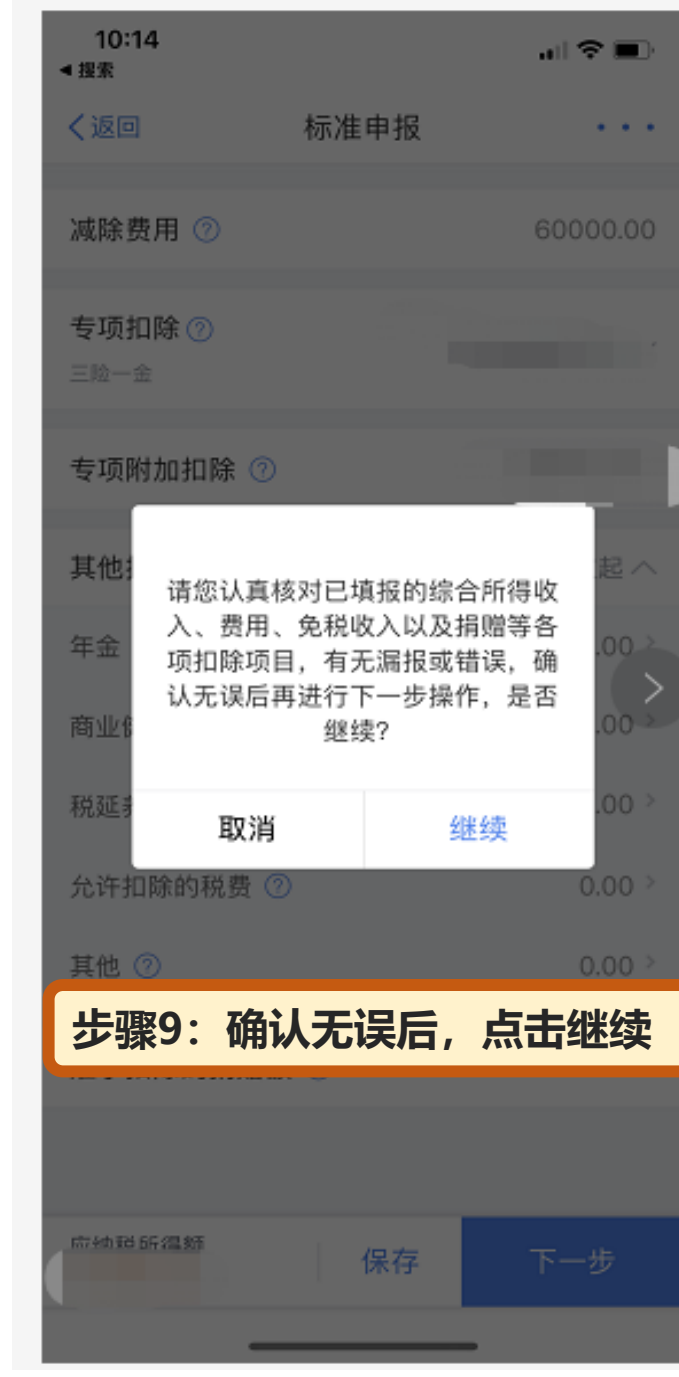 10:14
◀ 搜索
返回
标准申报
减除费用
60000.00
专项扣除
三险一金
专项附加扣除
其他
起
年金
.00
商业
.00
税延
.00
请您认真核对已填报的综合所得收
入、费用、免税收入以及捐赠等各
项扣除项目，有无漏报或错误，确
认无误后再进行下一步操作，是否
继续?
取消
继续
允许扣除的税费
0.00
其他
0.00
步骤9：确认无误后，点击继续
应纳税所得额
保存
下一步